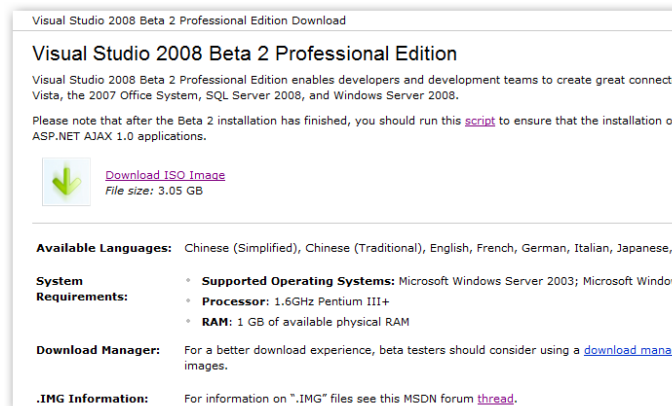 Visual Studio 2008 Beta 2 Professional Edition Download
Visual Studio 2008 Beta 2 Professional Edition
Visual Studio 2008 Beta 2 Professional Edition enables developers and development teams to create great connect
Vista, the 2007 Office System, SQL Server 2008, and Windows Server 2008.
Please note that after the Beta 2 installation has finished, you should run this script to ensure that the installation o
ASP.NET AJAX 1.0 applications.
Download ISO Image
File size: 3.05 GB
Available Languages: Chinese (Simplified), Chinese (Traditional), English, French, German, Italian, Japanese,
System Requirements:
Supported Operating Systems: Microsoft Windows Server 2003; Microsoft Windo
Processor: 1.6GHz Pentium III+
RAM: 1 GB of available physical RAM
Download Manager: For a better download experience, beta testers should consider using a download mana
images.
.IMG Information: For information on ".IMG" files see this MSDN forum thread.